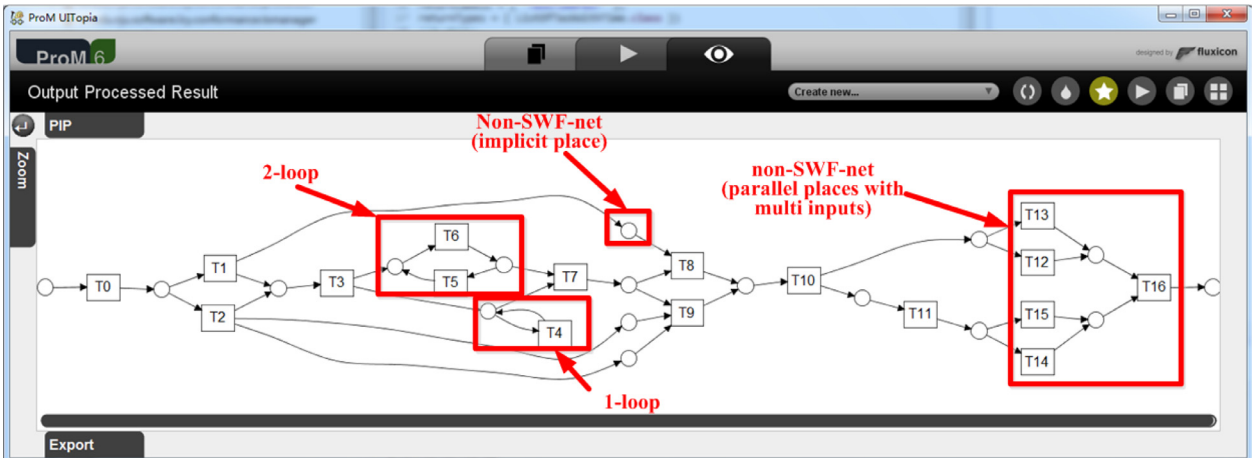 ProM UITopia
ProM 6
designed by fluxicon
Output Processed Result
Create new...
PIP
Zoom
Non-SWF-net
(implicit place)
2-loop
non-SWF-net
(parallel places with
multi inputs)
T13
T6
T12
T1
T8
T5
T7
T3
T10
T16
T0
T2
T9
T11
T15
T4
T14
1-loop
Export